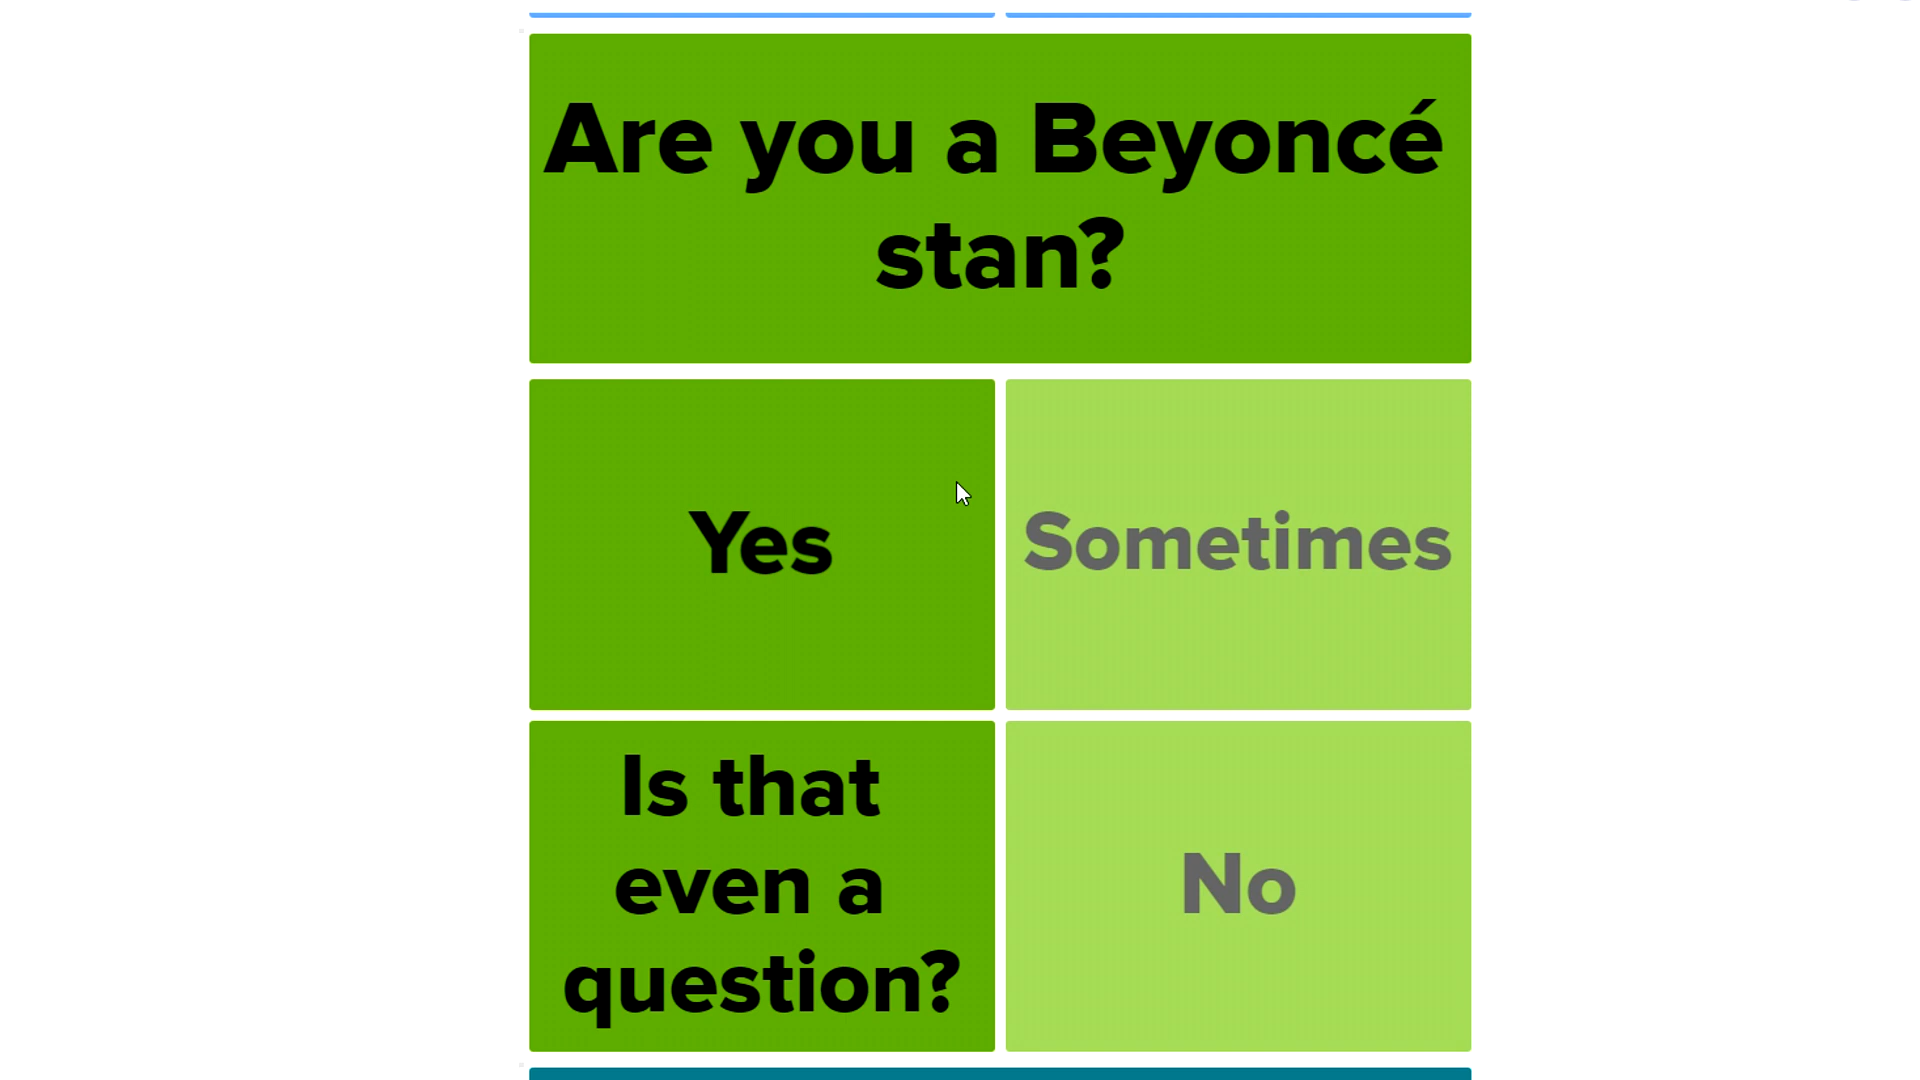 Are you a Beyoncé
stan?
Yes
Sometimes
Is that
even a
question?
No